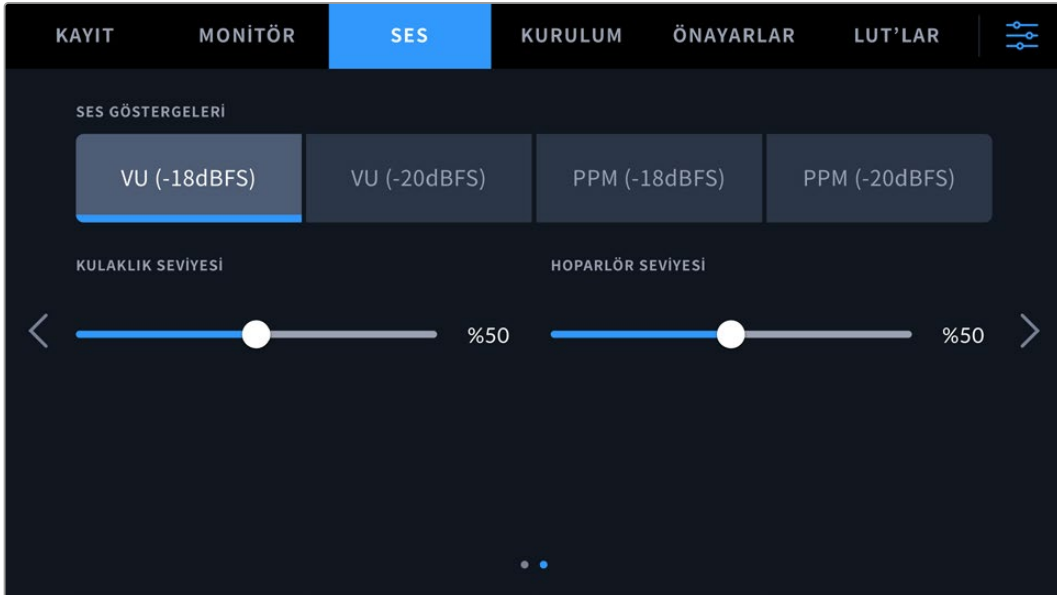 KAYIT MONİTÖR SES KURULUM ÖNAYARLAR LUT’LAR
SES GÖSTERGELERİ
VU (-18dBFS) VU (-20dBFS) PPM (-18dBFS) PPM (-20dBFS)
KULAKLIK SEVİYESİ HOPARLÖR SEVİYESİ
%50 %50